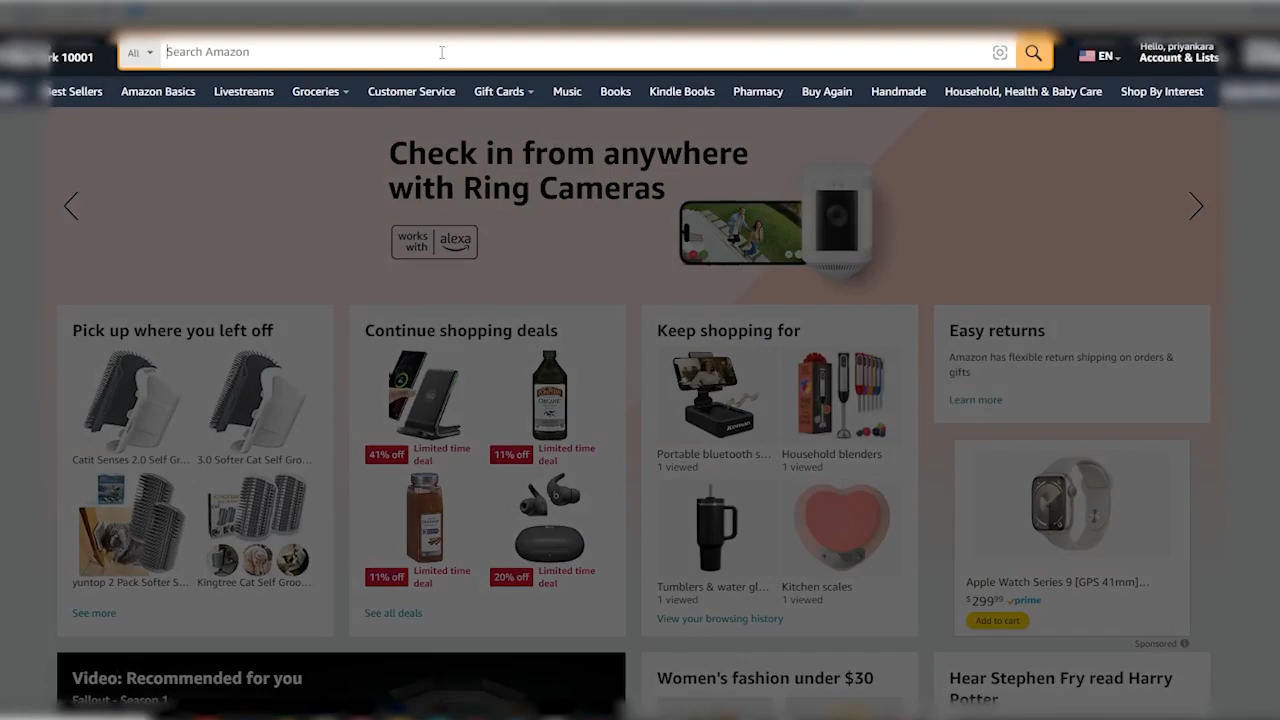 rk 10001
All
Search Amazon
EN
Hello, priyankara
Account & Lists
Best Sellers
Amazon Basics
Livestreams
Groceries
Customer Service
Gift Cards
Music
Books
Kindle Books
Pharmacy
Buy Again
Handmade
Household, Health & Baby Care
Shop By Interest
Check in from anywhere
with Ring Cameras
works
with
alexa
Pick up where you left off
Catit Senses 2.0 Self Gr...
3.0 Softer Cat Self Gro...
yuntop 2 Pack Softer S...
Kingtree Cat Self Groo...
See more
Continue shopping deals
41% off
Limited time
deal
11% off
Limited time
deal
11% off
Limited time
deal
20% off
Limited time
deal
See all deals
Keep shopping for
Portable bluetooth s...
1 viewed
Household blenders
1 viewed
Tumblers & water gl...
1 viewed
Kitchen scales
1 viewed
View your browsing history
Easy returns
Amazon has flexible return shipping on orders &
gifts
Learn more
Apple Watch Series 9 [GPS 41mm]...
$299.99 prime
Add to cart
Sponsored
Video: Recommended for you
Fallout - Season 1
Women's fashion under $30
Hear Stephen Fry read Harry
Potter